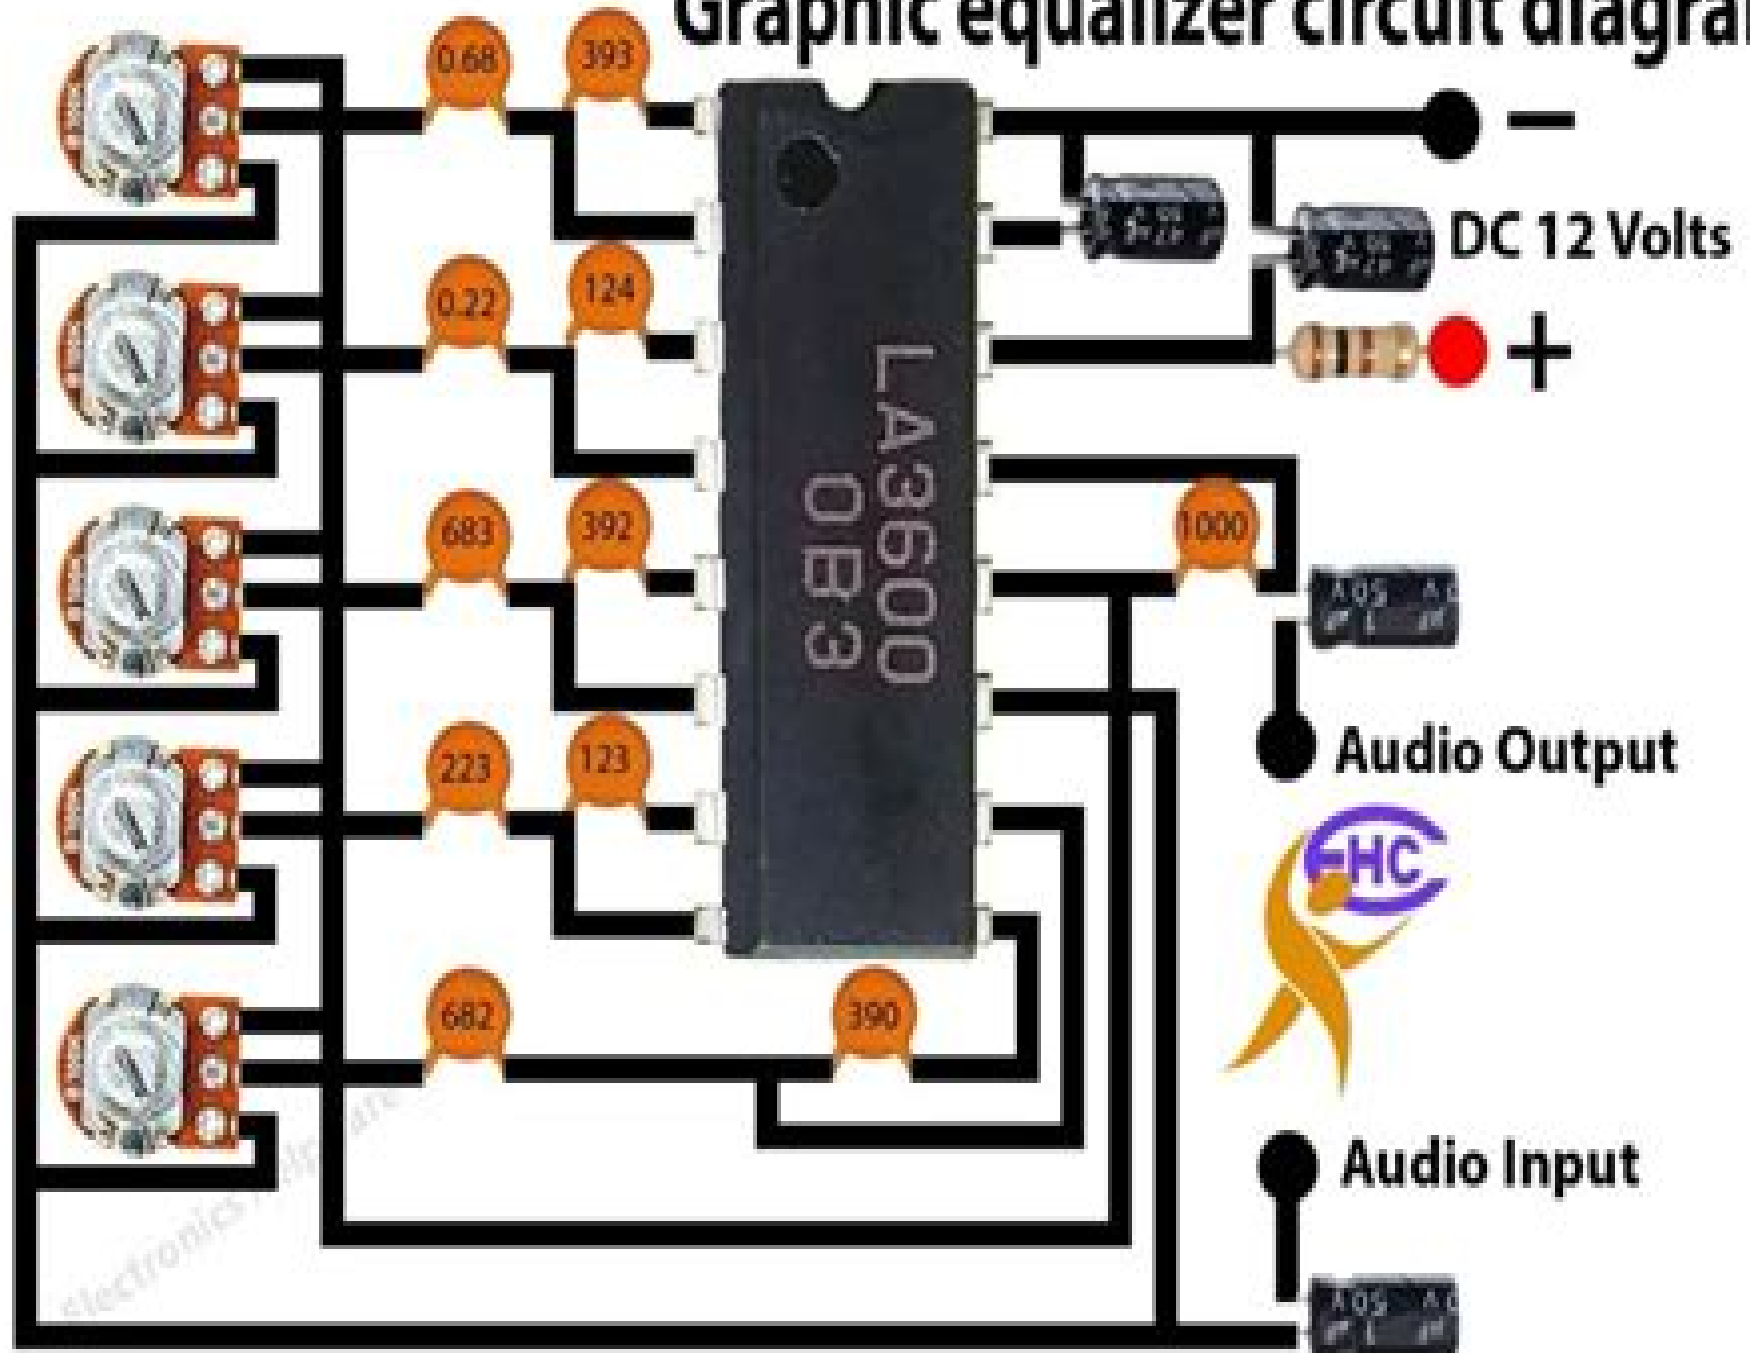 Graphic equalizer circuit diagra
0.68
393
DC 12 Volts
0.22
124
LA3600
0B3
683
392
1000
Audio Output
223
123
HC
682
390
Audio Input